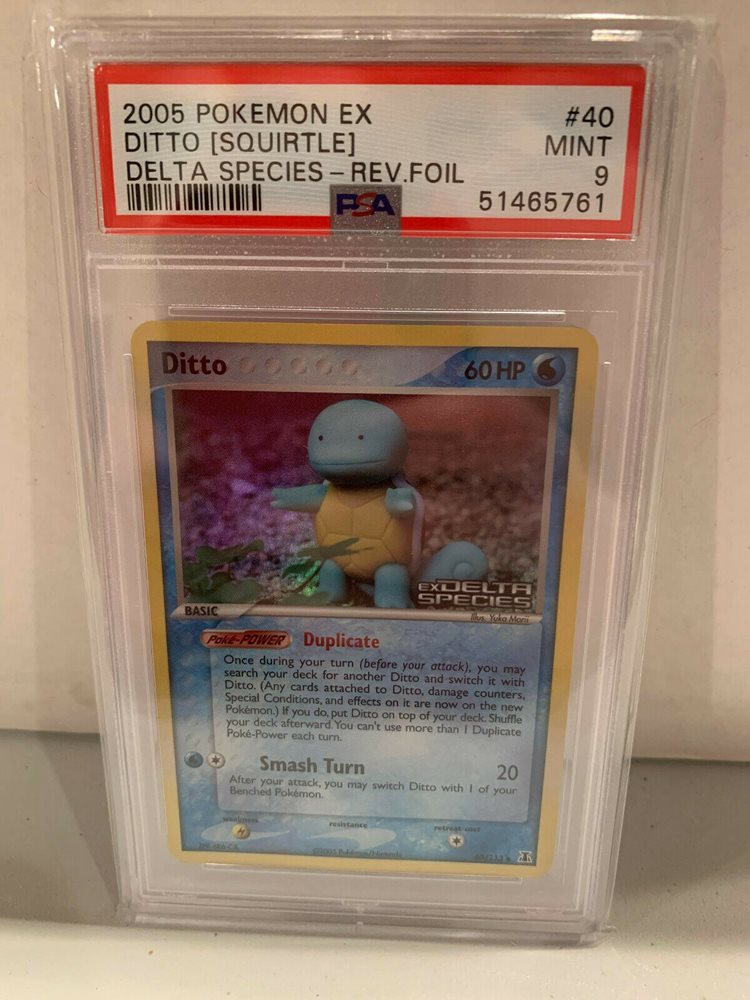 2005 POKEMON EX #40
DITTO [SQUIRTLE] MINT
DELTA SPECIES – REV.FOIL 9
PSA 51465761
Ditto 60 HP
EX DELTA
SPECIES
BASIC
Illus. Yuka Morii
Poké-POWER Duplicate
Once during your turn (before your attack), you may
search your deck for another Ditto and switch it with
Ditto. (Any cards attached to Ditto, damage counters,
Special Conditions, and effects on it are now on the new
Pokémon.) If you do, put Ditto on top of your deck. Shuffle
your deck afterward. You can't use more than 1 Duplicate
Poké-Power each turn.
Smash Turn 20
After your attack, you may switch Ditto with 1 of your
Benched Pokémon.
weakness resistance retreat cost
©2005 Pokémon/Nintendo 40/113